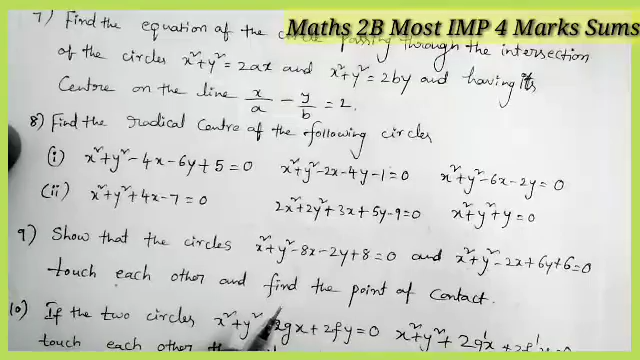 Maths 2B Most IMP 4 Marks Sums
7) Find the equation of the circle passing through the intersection
of the circles x²+y²=2ax and x²+y²=2by and having its
Centre on the line x/a - y/b = 2.
8) Find the radical Centre of the following circles
(i) x²+y²-4x-6y+5=0 x²+y²-2x-4y-1=0 x²+y²-6x-2y=0
(ii) x²+y²+4x-7=0 2x²+2y²+3x+5y-9=0 x²+y²+y=0
9) Show that the circles x²+y²-8x-2y+8=0 and x²+y²-2x+6y+6=0
touch each other and find the point of Contact.
10) If the two circles x²+y² 2gx+2fy=0 x²+y²+2g'x+2f'
touch each other